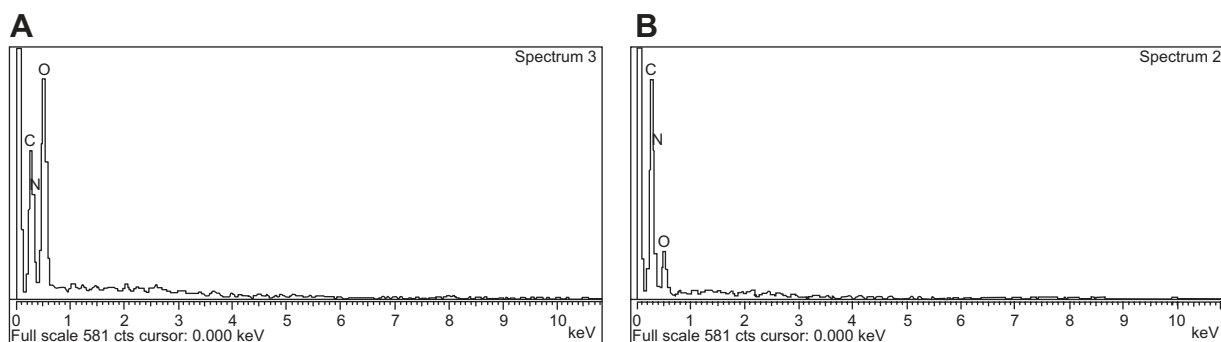 A
Spectrum 3
O
C
N
0 1 2 3 4 5 6 7 8 9 10
Full scale 581 cts cursor: 0.000 keV
keV
B
Spectrum 2
C
N
O
0 1 2 3 4 5 6 7 8 9 10
Full scale 581 cts cursor: 0.000 keV
keV